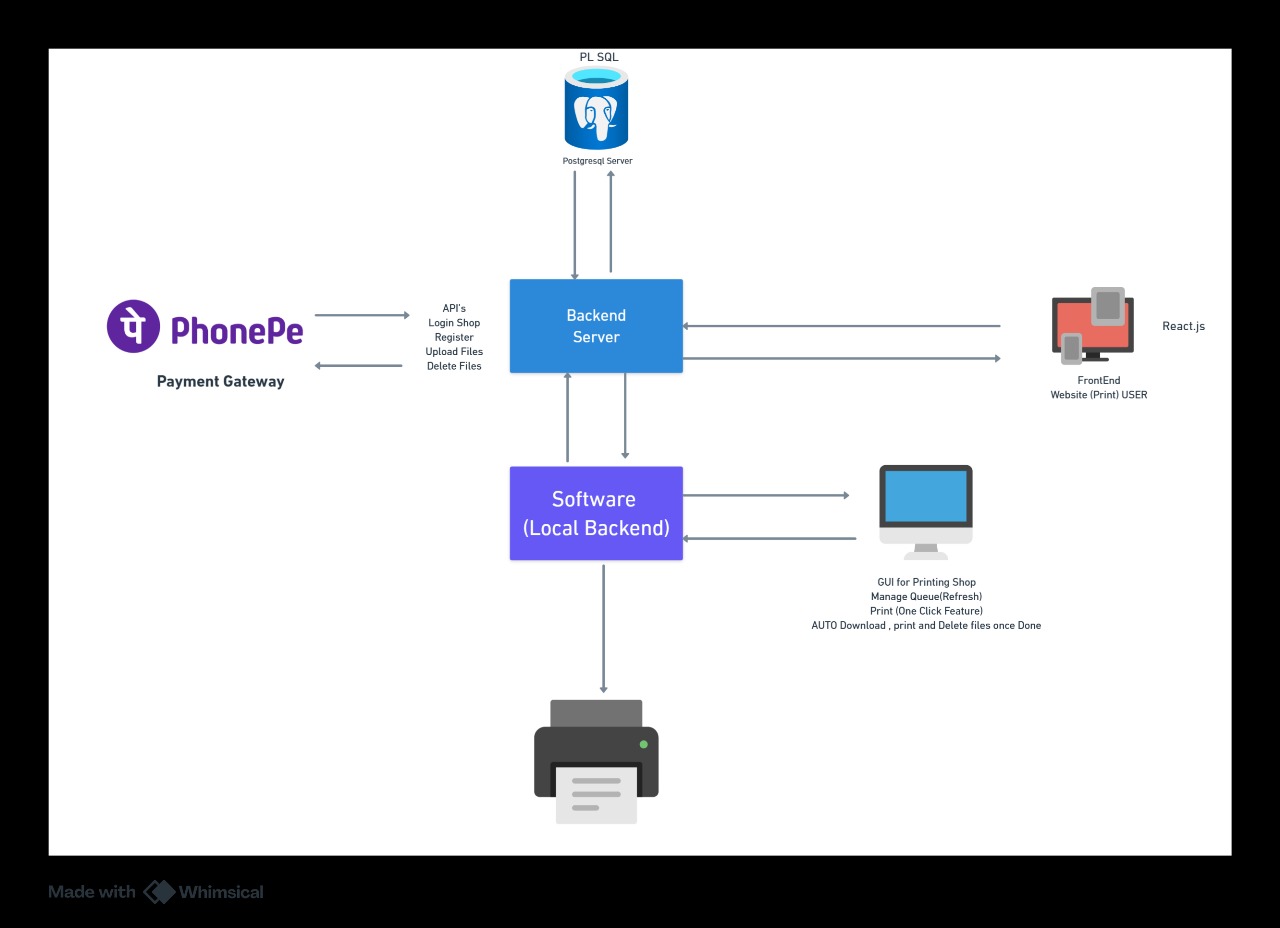 PL SQL
Postgresql Server
पे PhonePe
Payment Gateway
API's
Login Shop
Register
Upload Files
Delete Files
Backend
Server
React.js
FrontEnd
Website (Print) USER
Software
(Local Backend)
GUI for Printing Shop
Manage Queue(Refresh)
Print (One Click Feature)
AUTO Download , print and Delete files once Done
Made with Whimsical